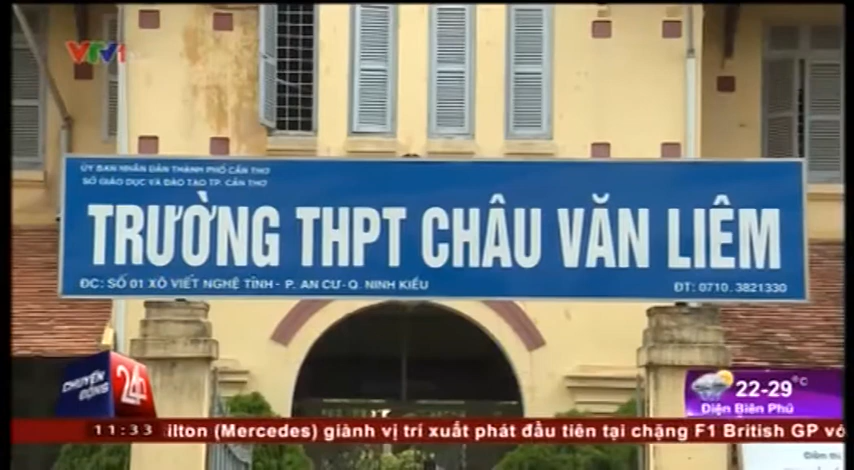 VTV1
ỦY BAN NHÂN DÂN THÀNH PHỐ CẦN THƠ
SỞ GIÁO DỤC VÀ ĐÀO TẠO TP. CẦN THƠ
TRƯỜNG THPT CHÂU VĂN LIÊM
ĐC: SỐ 01 XÔ VIẾT NGHỆ TĨNH - P. AN CƯ - Q. NINH KIỀU
ĐT: 0710.3821330
CHUYỂN ĐỘNG
24h
22-29°C
Điện Biên Phủ
11:33 ilton (Mercedes) giành vị trí xuất phát đầu tiên tại chặng F1 British GP vớ